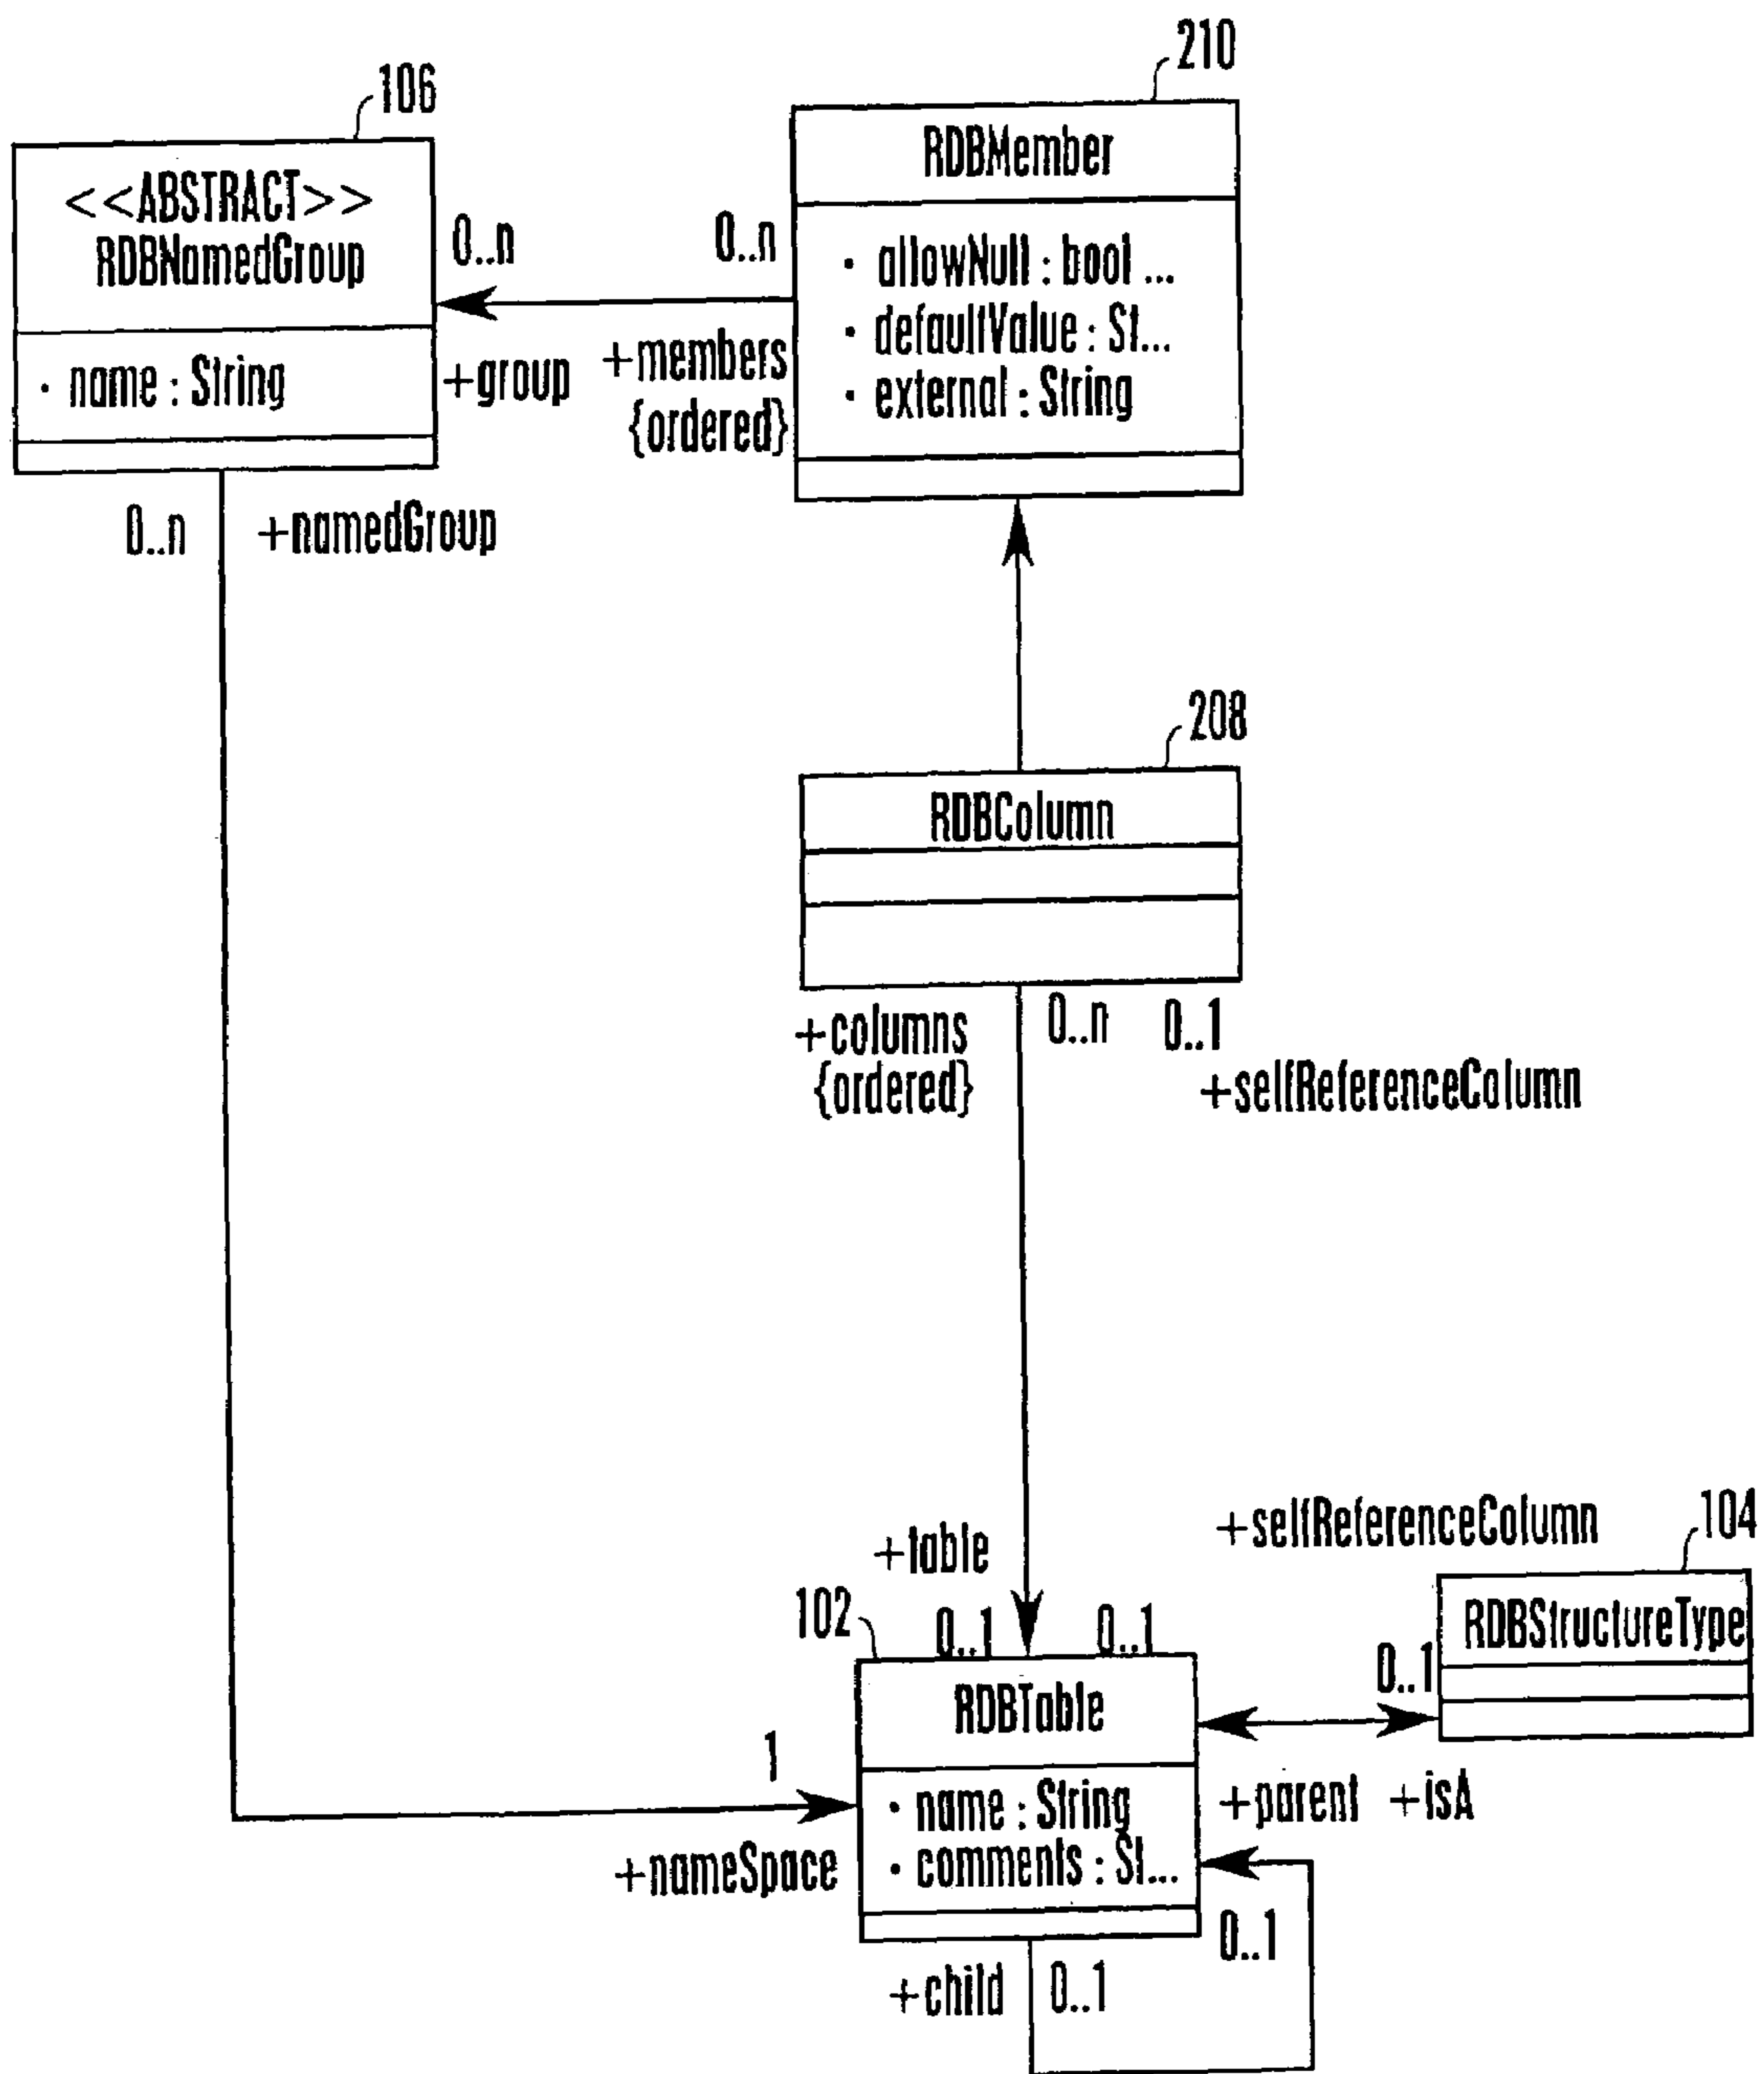 210
106
RDBMember
<<ABSTRACT>>
RDBNamedGroup
0..n
0..n
· allowNull : bool ...
· defaultValue : St...
· external : String
· name : String
+group
+members
{ordered}
0..n
+namedGroup
208
RDBColumn
+columns
{ordered}
0..n
0..1
+selfReferenceColumn
+table
+selfReferenceColumn
104
102
0..1
0..1
RDBStructureType
0..1
RDBTable
1
· name : String
· comments : St...
+parent
+isA
+nameSpace
0..1
+child
0..1